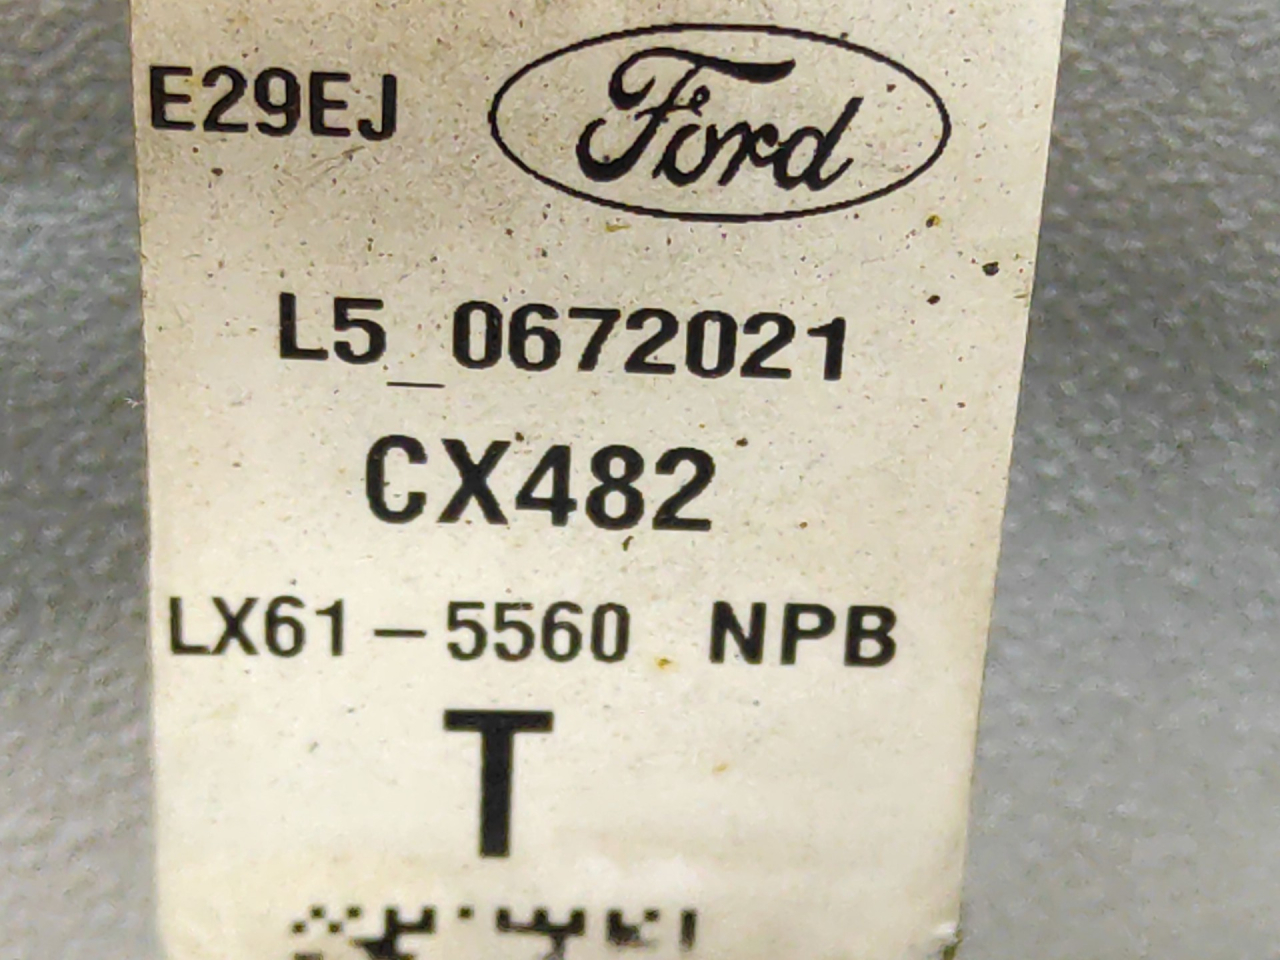 E29EJ Ford
L5_0672021
CX482
LX61-5560 NPB
T